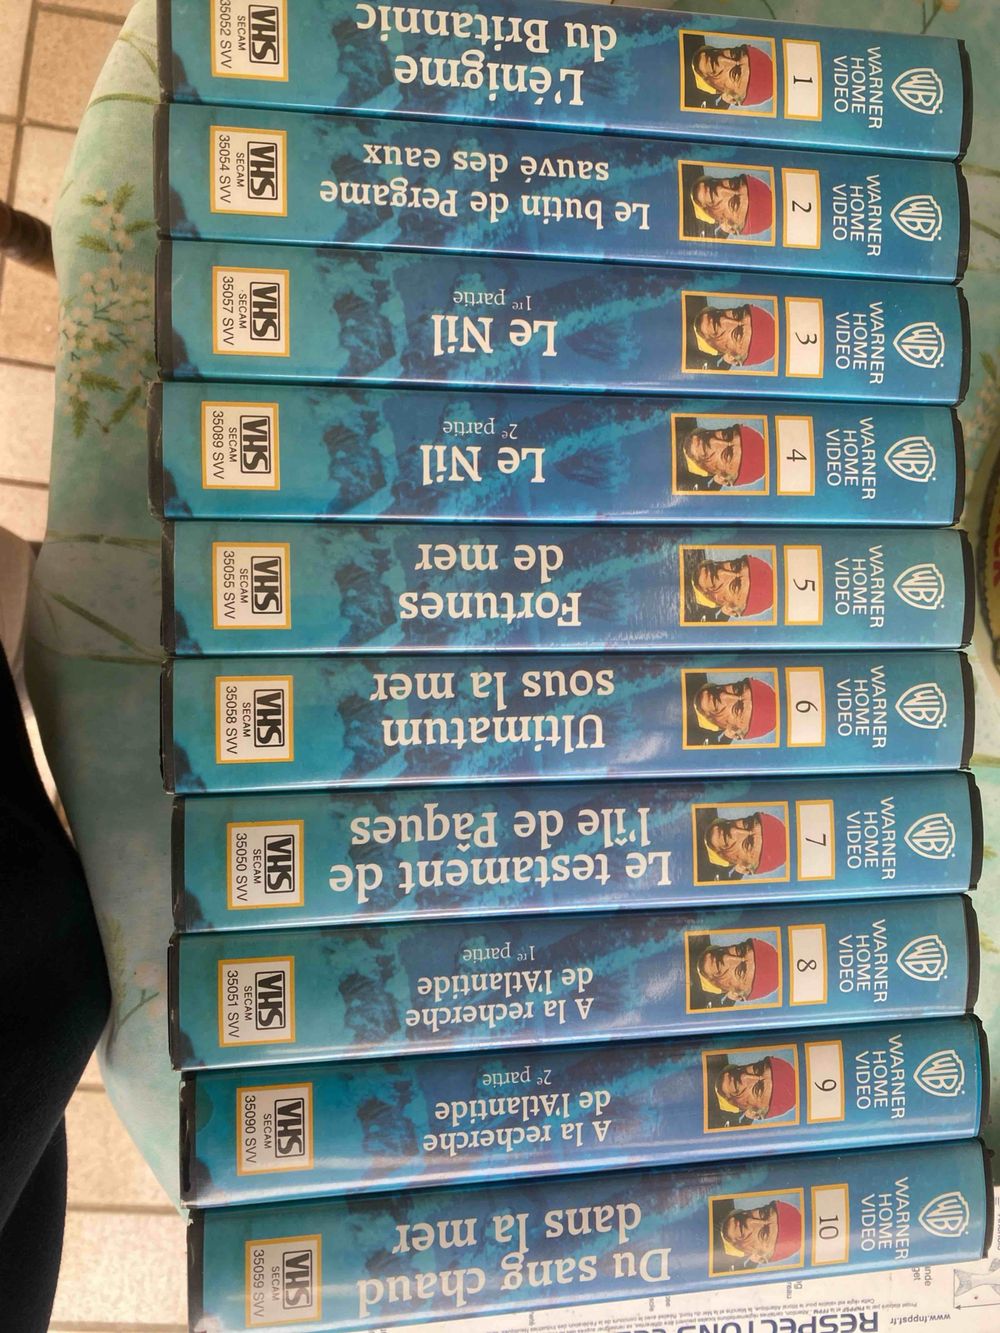 WARNER
HOME
VIDEO
1
L'énigme
du Britannic
VHS
SECAM
35052 SVV
WARNER
HOME
VIDEO
2
Le butin de Pergame
sauvé des eaux
VHS
SECAM
35054 SVV
WARNER
HOME
VIDEO
3
Le Nil
1re partie
VHS
SECAM
35057 SVV
WARNER
HOME
VIDEO
4
Le Nil
2e partie
VHS
SECAM
35089 SVV
WARNER
HOME
VIDEO
5
Fortunes
de mer
VHS
SECAM
35055 SVV
WARNER
HOME
VIDEO
6
Ultimatum
sous la mer
VHS
SECAM
35058 SVV
WARNER
HOME
VIDEO
7
Le testament de
l'île de Pâques
VHS
SECAM
35050 SVV
WARNER
HOME
VIDEO
8
A la recherche
de l'Atlantide
1re partie
VHS
SECAM
35051 SVV
WARNER
HOME
VIDEO
9
A la recherche
de l'Atlantide
2e partie
VHS
SECAM
35090 SVV
WARNER
HOME
VIDEO
10
Du sang chaud
dans la mer
VHS
SECAM
35059 SVV
www.dnppsf.fr
RESPECTONS